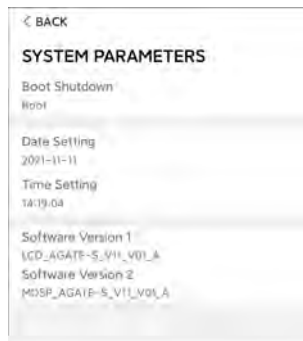 < BACK
SYSTEM PARAMETERS
Boot Shutdown
Boot
Date Setting
2021-11-11
Time Setting
14:19:04
Software Version 1
LCD_AGATE-S_V11_V01_A
Software Version 2
MDSP_AGATE-S_V11_V01_A